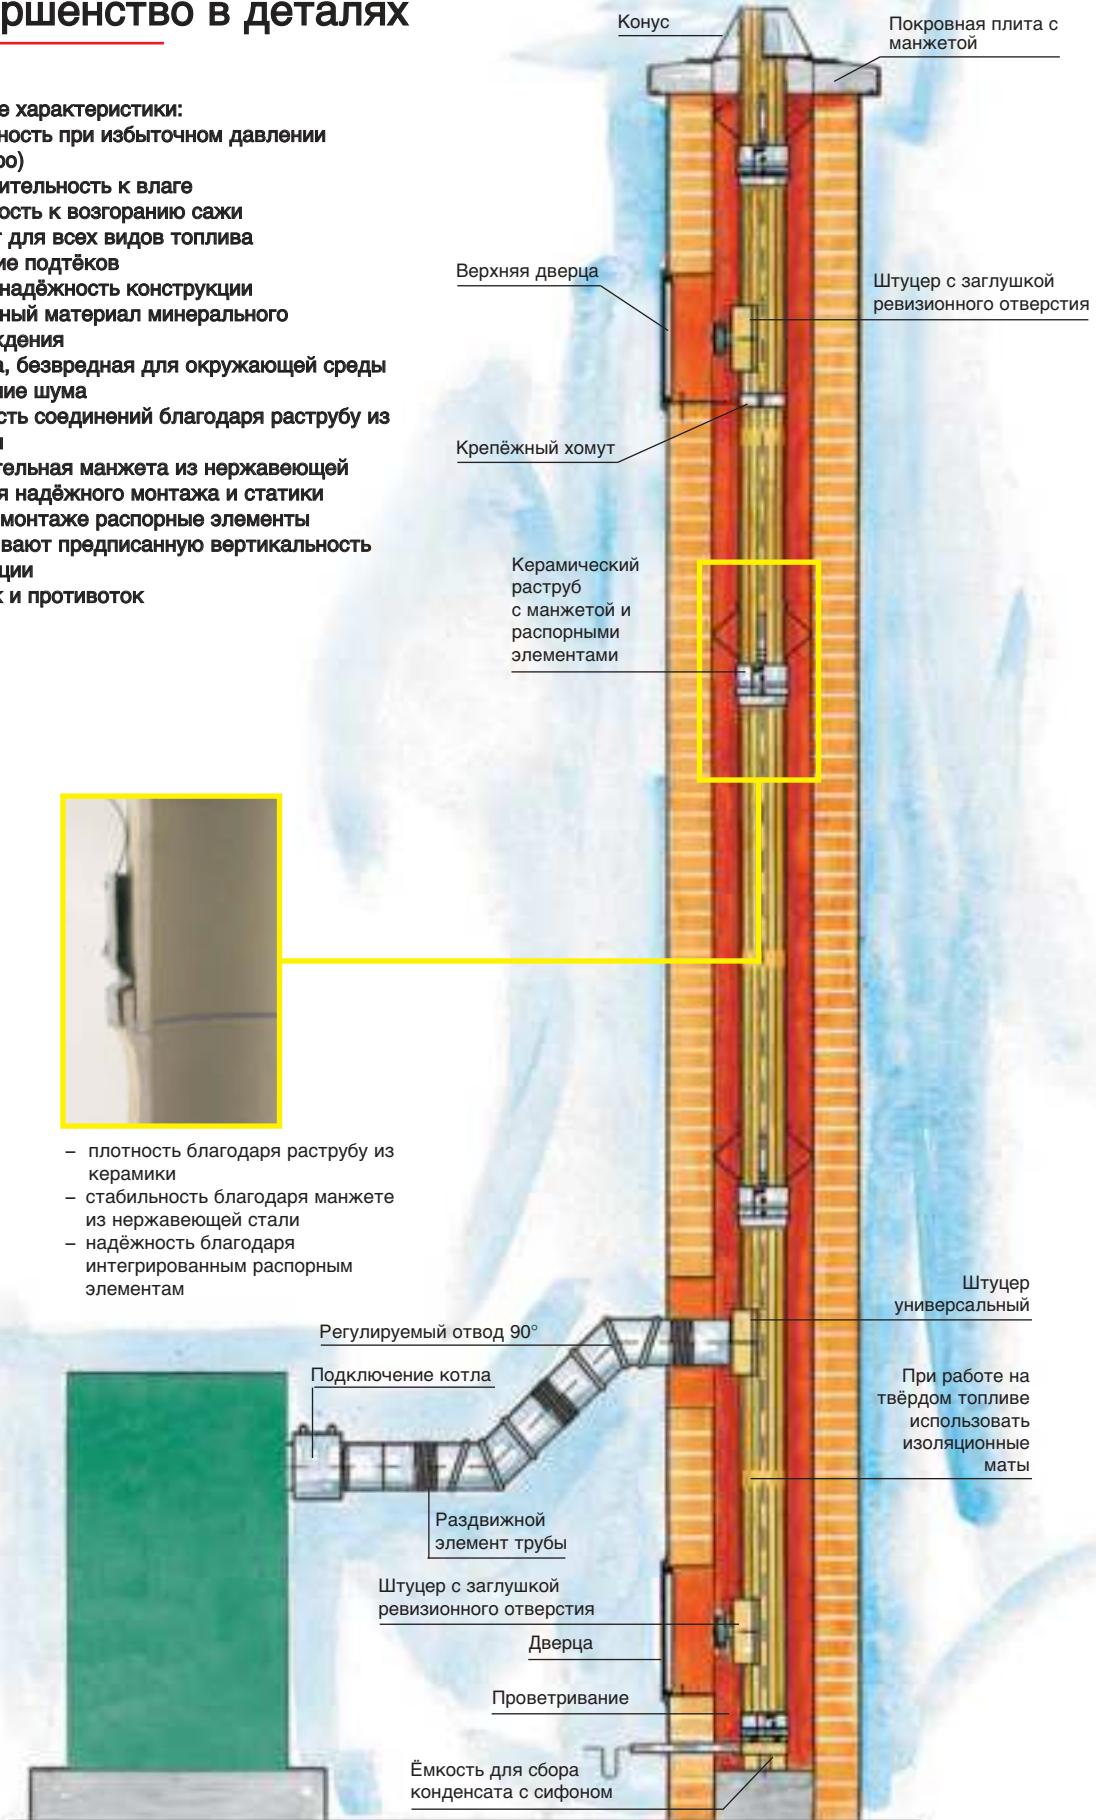 ршенство в деталях
е характеристики:
ность при избыточном давлении
ро)
ительность к влаге
ость к возгоранию сажи
т для всех видов топлива
ие подтёков
надёжность конструкции
ный материал минерального
ждения
а, безвредная для окружающей среды
ние шума
сть соединений благодаря раструбу из
и
тельная манжета из нержавеющей
я надёжного монтажа и статики
монтаже распорные элементы
вают предписанную вертикальность
ции
к и противоток
Конус
Покровная плита с
манжетой
Верхняя дверца
Штуцер с заглушкой
ревизионного отверстия
Крепёжный хомут
Керамический
раструб
с манжетой и
распорными
элементами
– плотность благодаря раструбу из
керамики
– стабильность благодаря манжете
из нержавеющей стали
– надёжность благодаря
интегрированным распорным
элементам
Штуцер
универсальный
Регулируемый отвод 90°
Подключение котла
При работе на
твёрдом топливе
использовать
изоляционные
маты
Раздвижной
элемент трубы
Штуцер с заглушкой
ревизионного отверстия
Дверца
Проветривание
Ёмкость для сбора
конденсата с сифоном